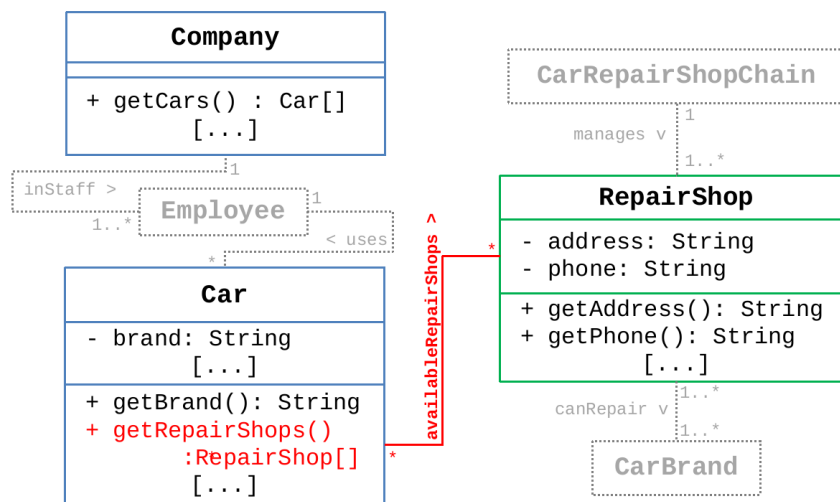 Company
+ getCars() : Car[]
[...]
1
inStaff >
1..*
Employee
1
< uses
*
Car
- brand: String
[...]
+ getBrand(): String
+ getRepairShops()
:RepairShop[]
[...]
*
availableRepairShops >
*
CarRepairShopChain
1
manages v
1..*
RepairShop
- address: String
- phone: String
+ getAddress(): String
+ getPhone(): String
[...]
1..*
canRepair v
1..*
CarBrand